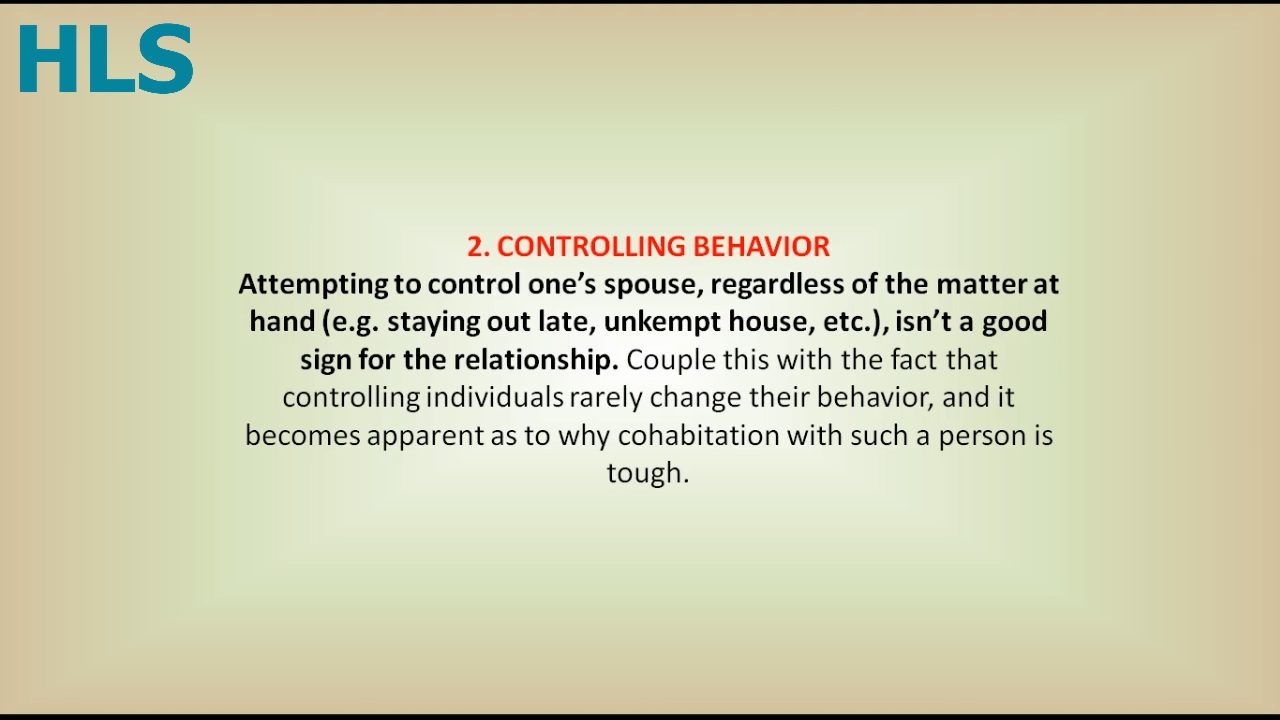 HLS
2. CONTROLLING BEHAVIOR
Attempting to control one’s spouse, regardless of the matter at
hand (e.g. staying out late, unkempt house, etc.), isn’t a good
sign for the relationship. Couple this with the fact that
controlling individuals rarely change their behavior, and it
becomes apparent as to why cohabitation with such a person is
tough.